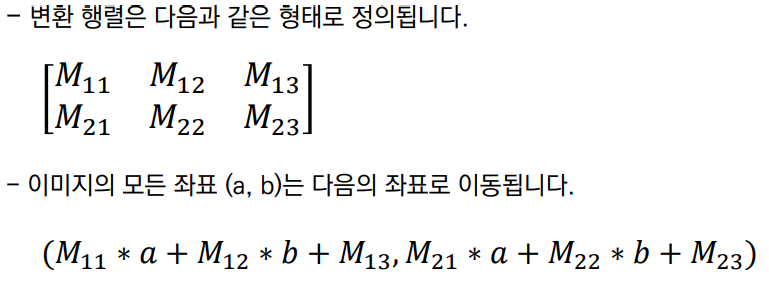 - 변환 행렬은 다음과 같은 형태로 정의됩니다.
[M₁₁ M₁₂ M₁₃
M₂₁ M₂₂ M₂₃]
- 이미지의 모든 좌표 (a, b)는 다음의 좌표로 이동됩니다.
(M₁₁ * a + M₁₂ * b + M₁₃, M₂₁ * a + M₂₂ * b + M₂₃)